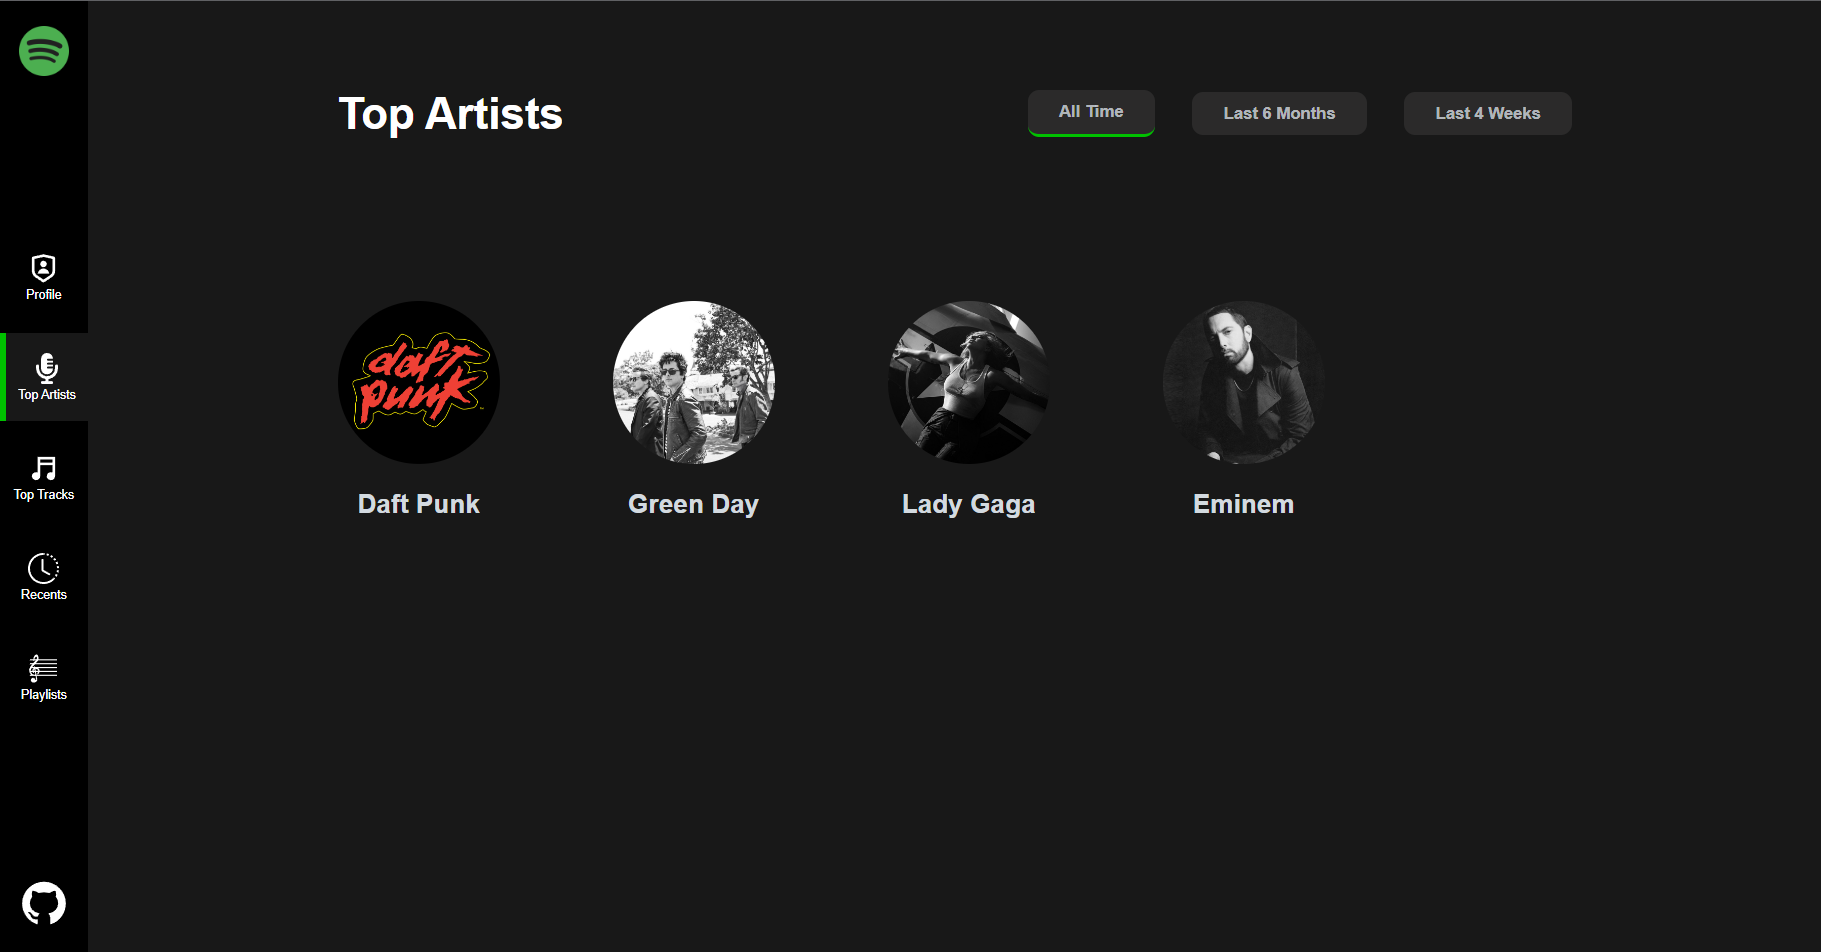 Top Artists
All Time
Last 6 Months
Last 4 Weeks
Profile
Top Artists
Top Tracks
Recents
Playlists
daft
punk
Daft Punk
Green Day
Lady Gaga
Eminem